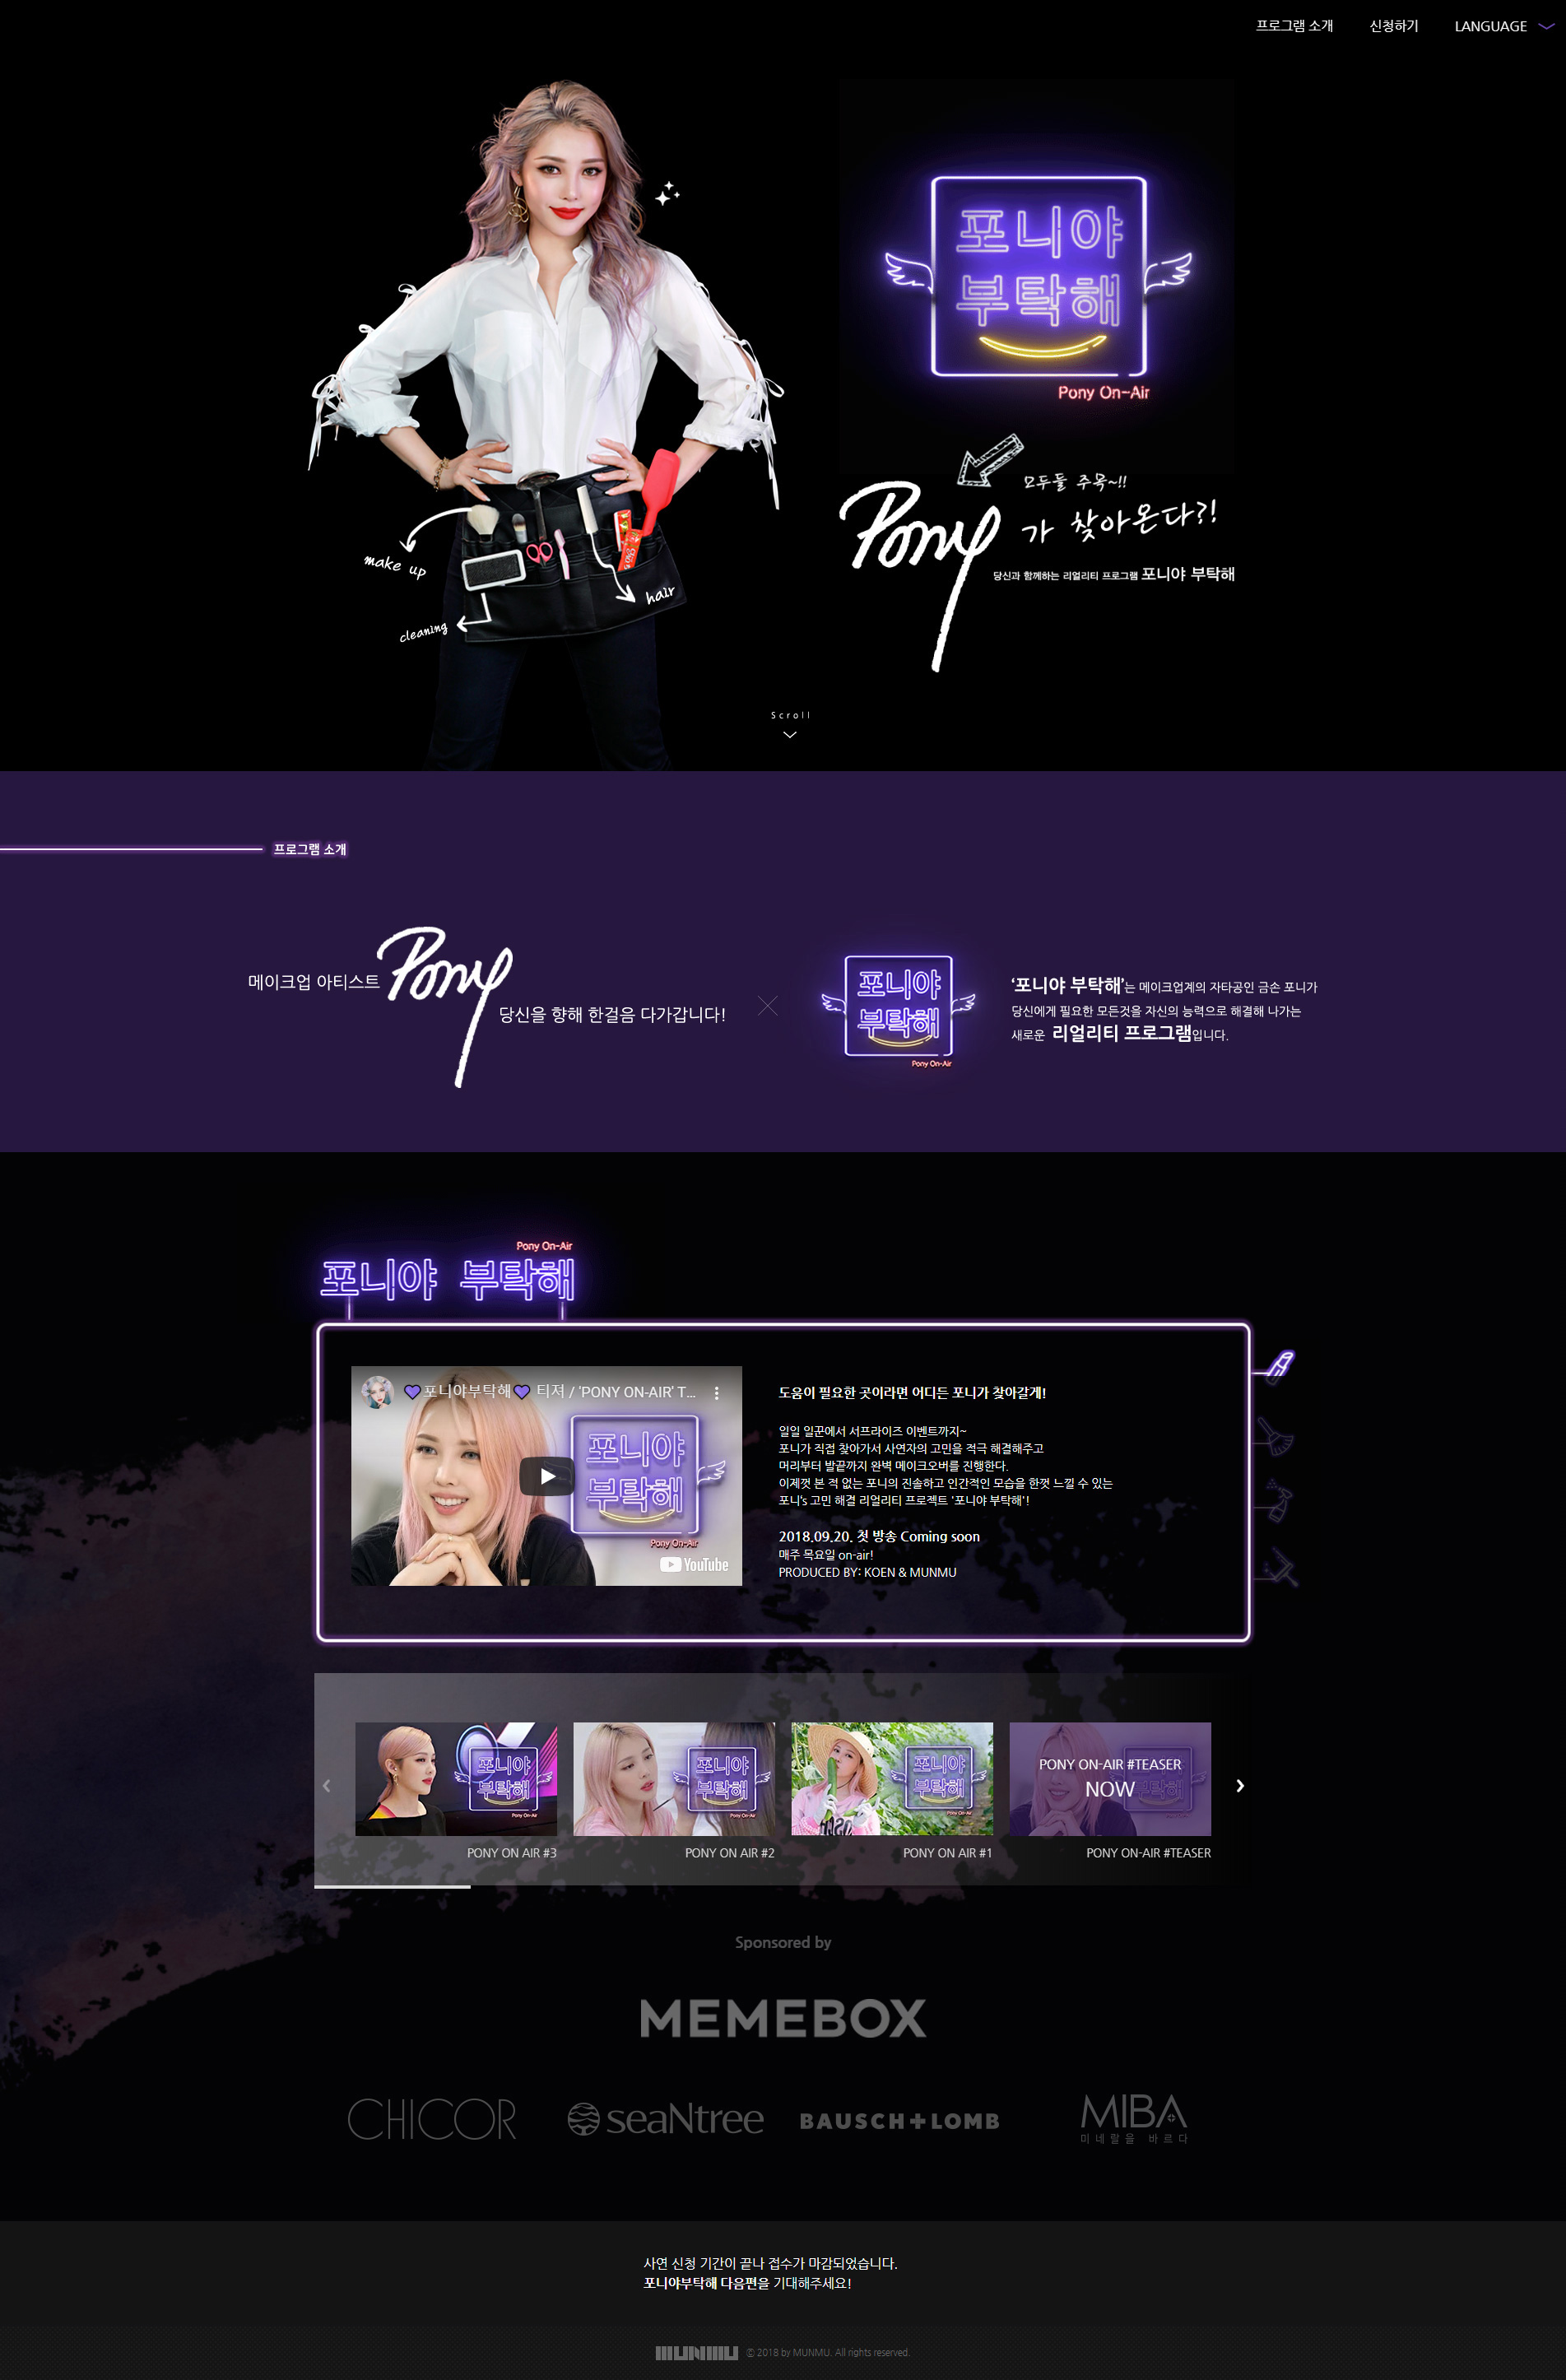 프로그램 소개 신청하기 LANGUAGE
포니야
부탁해
Pony On-Air
모두들 주목~!!
Pony 가 찾아온다?!
당신과 함께하는 리얼리티 프로그램 포니야 부탁해
make up
hair
cleaning
Scroll
프로그램 소개
메이크업 아티스트 Pony
당신을 향해 한걸음 다가갑니다!
포니야
부탁해
Pony On-Air
‘포니야 부탁해’는 메이크업계의 자타공인 금손 포니가
당신에게 필요한 모든것을 자신의 능력으로 해결해 나가는
새로운 리얼리티 프로그램입니다.
Pony On-Air
포니야 부탁해
💜포니야부탁해💜 티저 / 'PONY ON-AIR' T...
포니야
부탁해
Pony On-Air
YouTube
도움이 필요한 곳이라면 어디든 포니가 찾아갈게!
일일 일꾼에서 서프라이즈 이벤트까지~
포니가 직접 찾아가서 사연자의 고민을 적극 해결해주고
머리부터 발끝까지 완벽 메이크오버를 진행한다.
이제껏 본 적 없는 포니의 진솔하고 인간적인 모습을 한껏 느낄 수 있는
포니's 고민 해결 리얼리티 프로젝트 '포니야 부탁해'!
2018.09.20. 첫 방송 Coming soon
매주 목요일 on-air!
PRODUCED BY: KOEN & MUNMU
포니야
부탁해
Pony On-Air
포니야
부탁해
Pony On-Air
포니야
부탁해
Pony On-Air
PONY ON-AIR #TEASER
NOW
PONY ON AIR #3
PONY ON AIR #2
PONY ON AIR #1
PONY ON-AIR #TEASER
Sponsored by
MEMEBOX
CHICOR
seaNtree
BAUSCH+LOMB
MIBA
미네랄을 바르다
사연 신청 기간이 끝나 접수가 마감되었습니다.
포니야부탁해 다음편을 기대해주세요!
MUNMU © 2018 by MUNMU. All rights reserved.